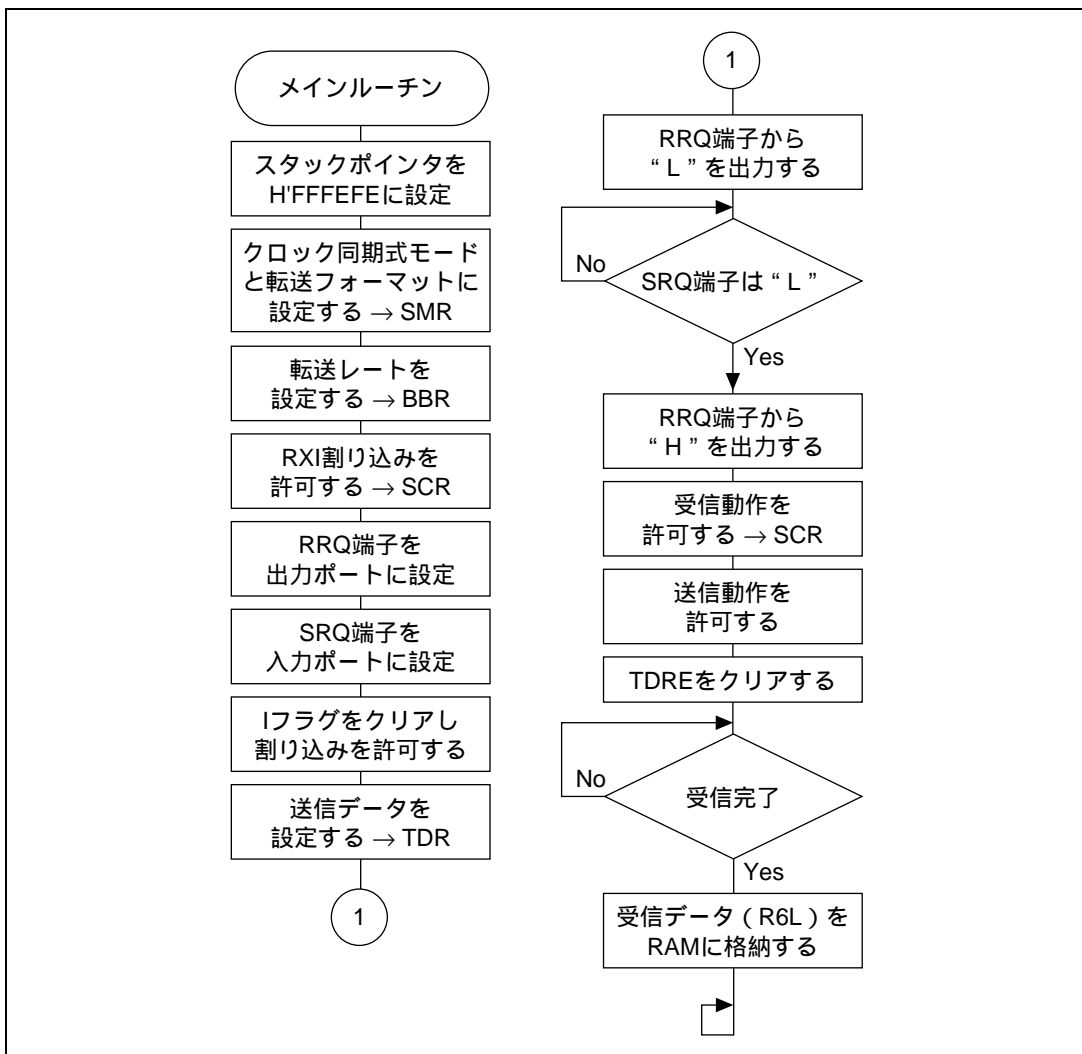 メインルーチン
スタックポインタを
H'FFFEFEに設定
クロック同期式モード
と転送フォーマットに
設定する → SMR
転送レートを
設定する → BBR
RXI割り込みを
許可する → SCR
RRQ端子を
出力ポートに設定
SRQ端子を
入力ポートに設定
Iフラグをクリアし
割り込みを許可する
送信データを
設定する → TDR
1
1
RRQ端子から
“L”を出力する
SRQ端子は“L”
No
Yes
RRQ端子から
“H”を出力する
受信動作を
許可する → SCR
送信動作を
許可する
TDREをクリアする
受信完了
No
Yes
受信データ（R6L）を
RAMに格納する